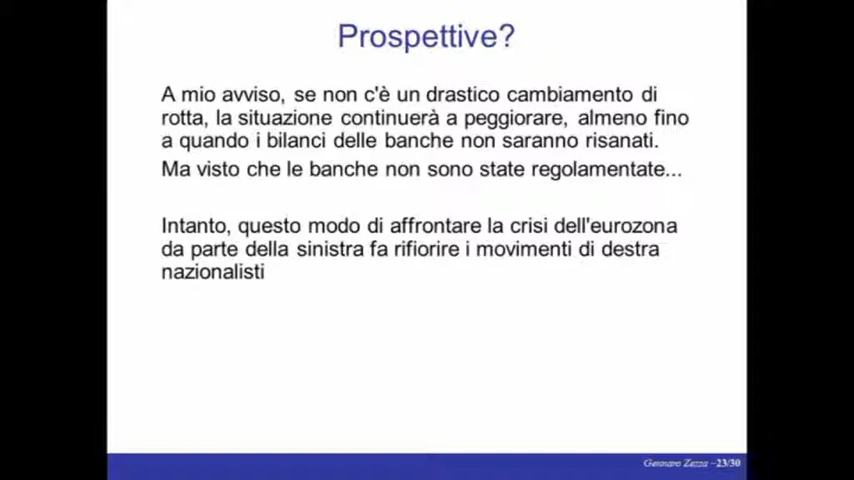 Prospettive?
A mio avviso, se non c'è un drastico cambiamento di
rotta, la situazione continuerà a peggiorare, almeno fino
a quando i bilanci delle banche non saranno risanati.
Ma visto che le banche non sono state regolamentate...
Intanto, questo modo di affrontare la crisi dell'eurozona
da parte della sinistra fa rifiorire i movimenti di destra
nazionalisti
Gennaro Zezza –23/30